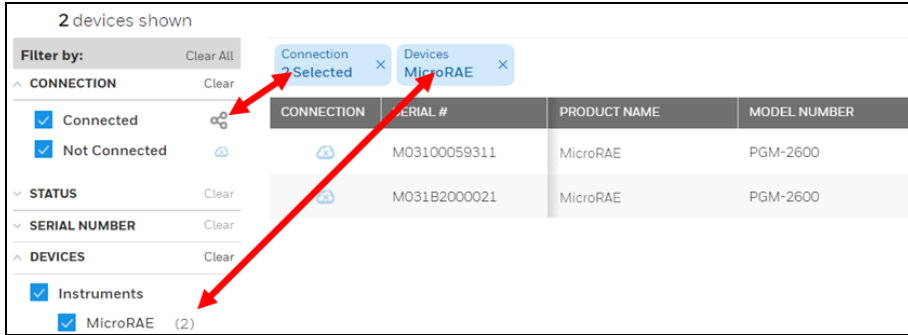 2 devices shown
Filter by: Clear All
CONNECTION Clear
Connected
Not Connected
STATUS Clear
SERIAL NUMBER Clear
DEVICES Clear
Instruments
MicroRAE (2)
Connection
2 Selected
Devices
MicroRAE
CONNECTION SERIAL # PRODUCT NAME MODEL NUMBER
M03100059311 MicroRAE PGM-2600
M031B2000021 MicroRAE PGM-2600